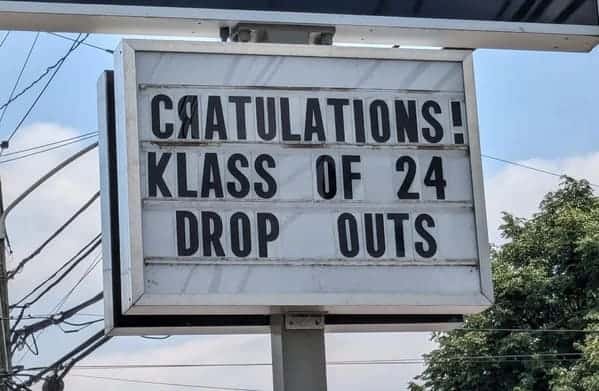 CЯATULATIONS!
KLASS OF 24
DROP OUTS